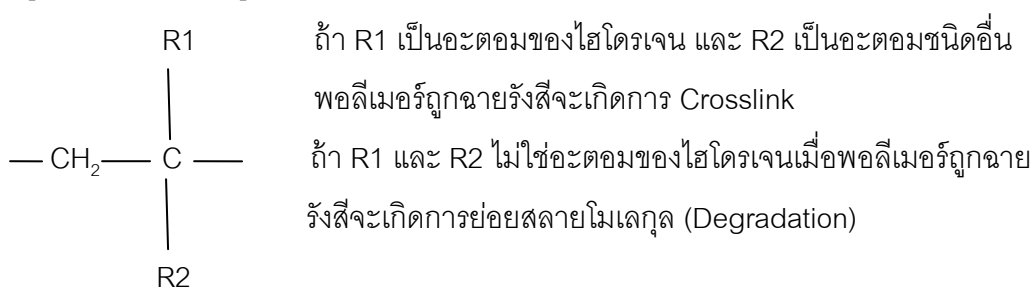 R1
ถ้า R1 เป็นอะตอมของไฮโดรเจน และ R2 เป็นอะตอมชนิดอื่น
พอลีเมอร์ถูกฉายรังสีจะเกิดการ Crosslink
CH₂ C
ถ้า R1 และ R2 ไม่ใช่อะตอมของไฮโดรเจนเมื่อพอลีเมอร์ถูกฉาย
รังสีจะเกิดการย่อยสลายโมเลกุล (Degradation)
R2